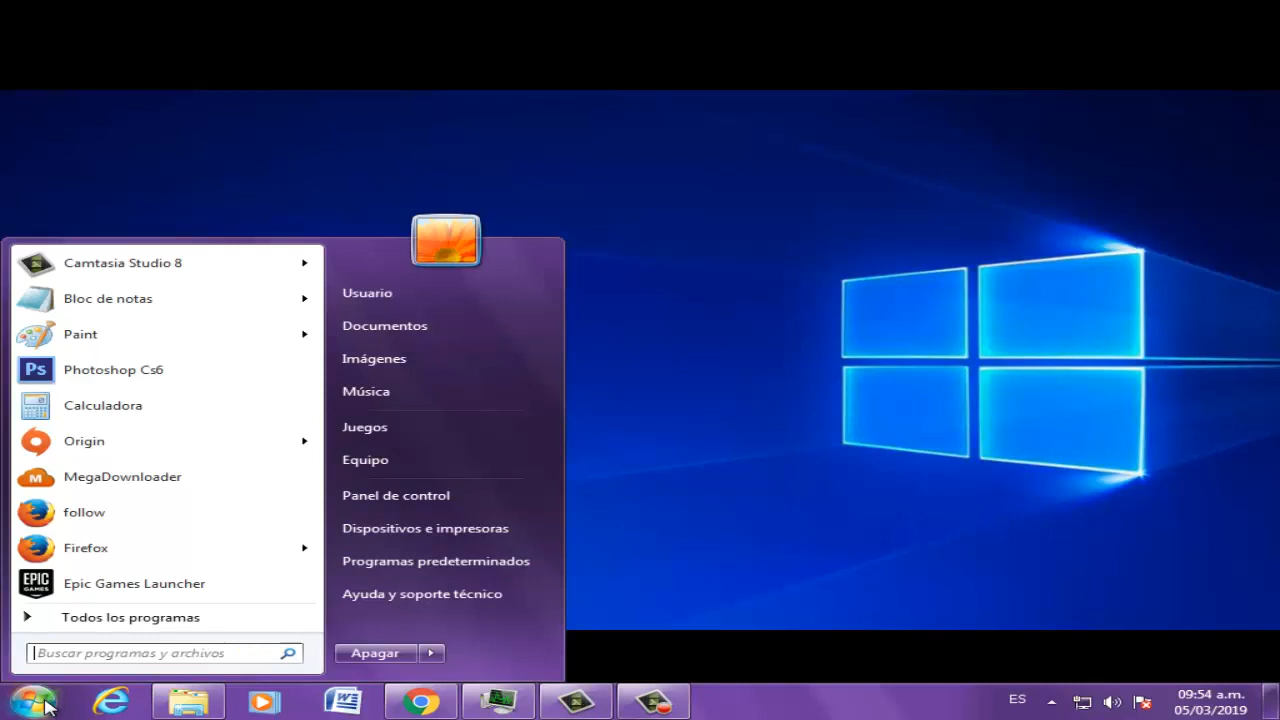 Camtasia Studio 8
Bloc de notas
Paint
Ps Photoshop Cs6
Calculadora
Origin
M MegaDownloader
follow
Firefox
EPIC GAMES Epic Games Launcher
Todos los programas
Buscar programas y archivos
Usuario
Documentos
Imágenes
Música
Juegos
Equipo
Panel de control
Dispositivos e impresoras
Programas predeterminados
Ayuda y soporte técnico
Apagar
ES
09:54 a.m.
05/03/2019